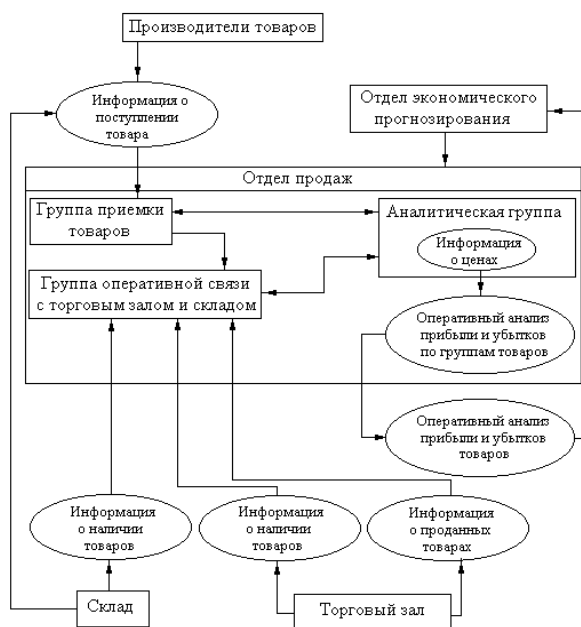 Производители товаров
Информация о
поступлении
товара
Отдел экономического
прогнозирования
Отдел продаж
Группа приемки
товаров
Аналитическая группа
Информация
о ценах
Группа оперативной связи
с торговым залом и складом
Оперативный анализ
прибыли и убытков
по группам товаров
Оперативный анализ
прибыли и убытков
товаров
Информация
о наличии
товаров
Информация
о наличии
товаров
Информация
о проданных
товарах
Склад
Торговый зал